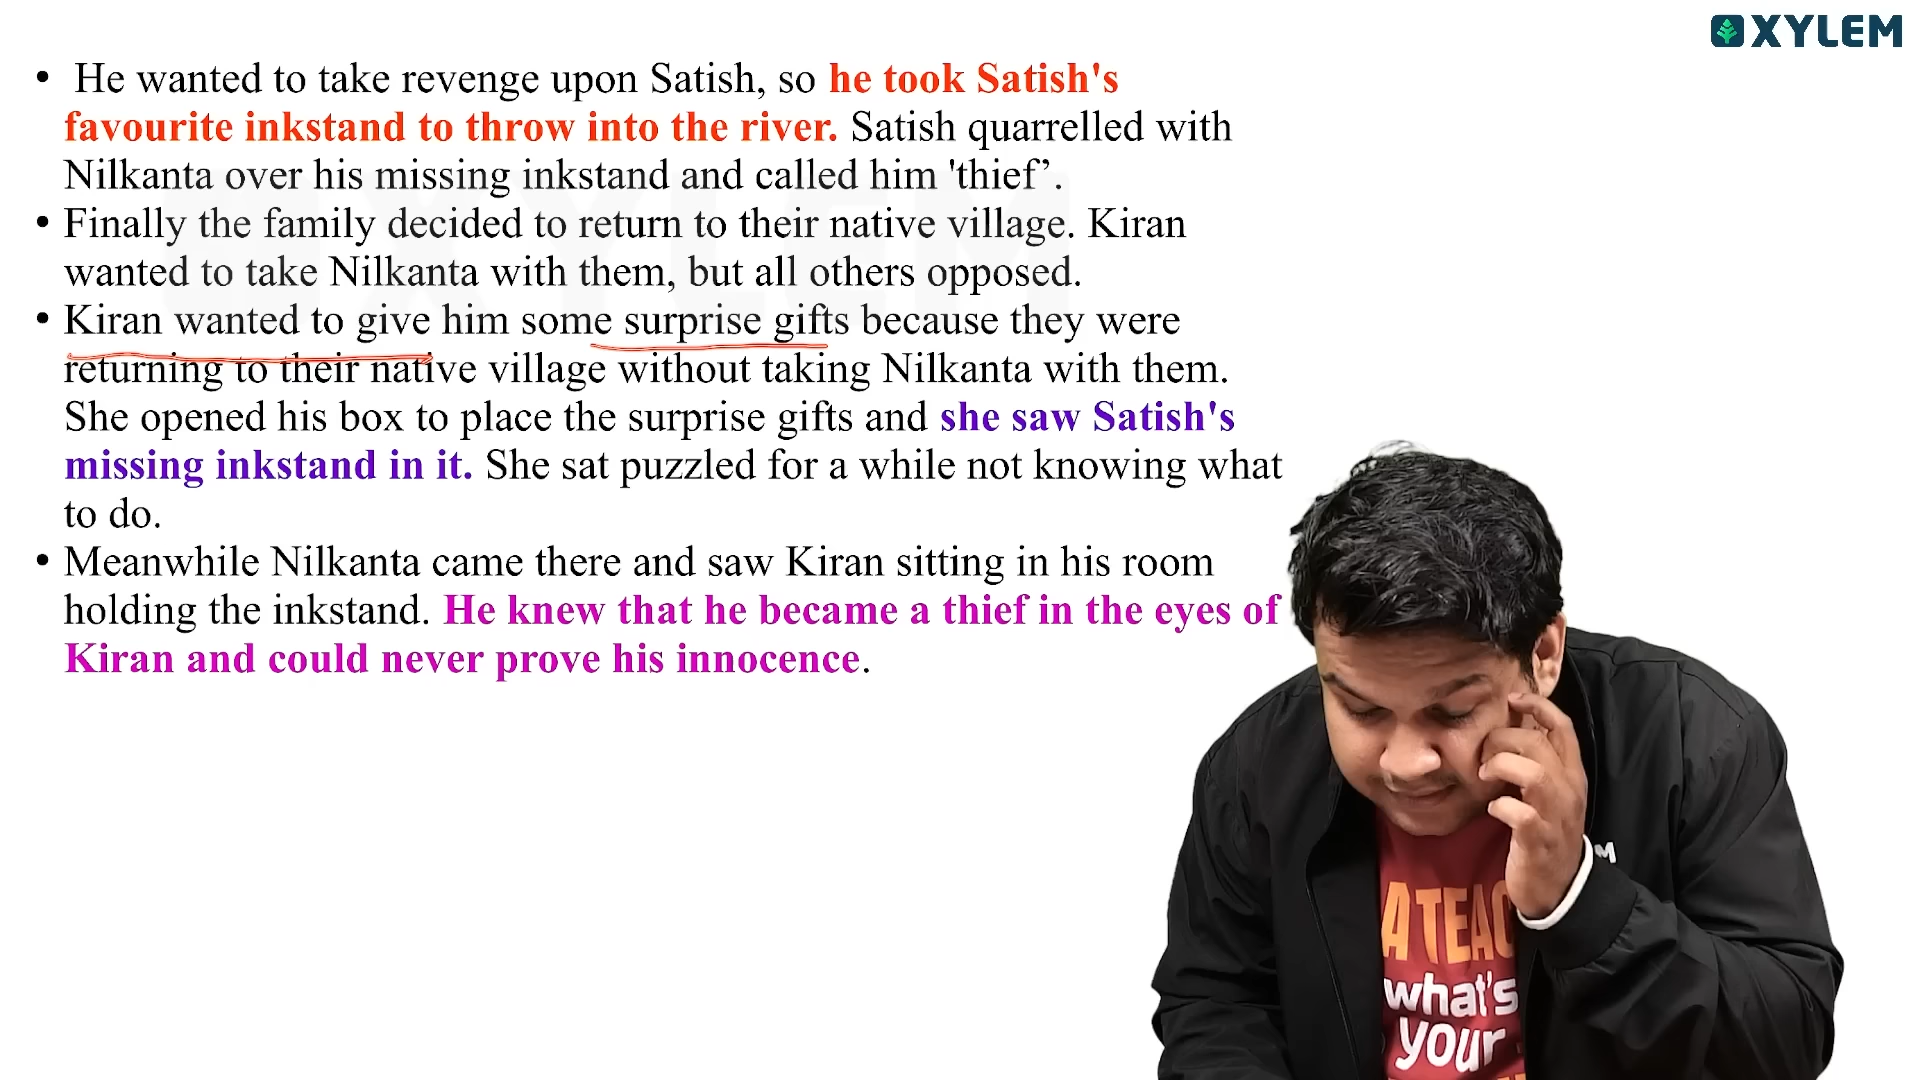 XYLEM
• He wanted to take revenge upon Satish, so he took Satish's
favourite inkstand to throw into the river. Satish quarrelled with
Nilkanta over his missing inkstand and called him 'thief’.
• Finally the family decided to return to their native village. Kiran
wanted to take Nilkanta with them, but all others opposed.
• Kiran wanted to give him some surprise gifts because they were
returning to their native village without taking Nilkanta with them.
She opened his box to place the surprise gifts and she saw Satish's
missing inkstand in it. She sat puzzled for a while not knowing what
to do.
• Meanwhile Nilkanta came there and saw Kiran sitting in his room
holding the inkstand. He knew that he became a thief in the eyes of
Kiran and could never prove his innocence.
M
A TEAC
what's
your